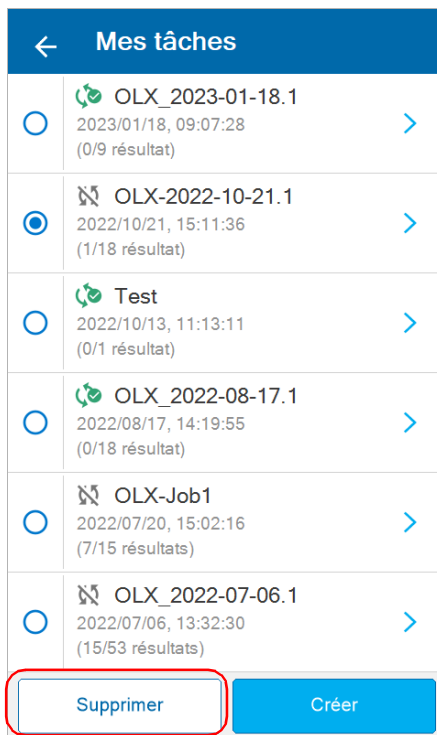 Mes tâches
OLX_2023-01-18.1
2023/01/18, 09:07:28
(0/9 résultat)
OLX-2022-10-21.1
2022/10/21, 15:11:36
(1/18 résultat)
Test
2022/10/13, 11:13:11
(0/1 résultat)
OLX_2022-08-17.1
2022/08/17, 14:19:55
(0/18 résultat)
OLX-Job1
2022/07/20, 15:02:16
(7/15 résultats)
OLX_2022-07-06.1
2022/07/06, 13:32:30
(15/53 résultats)
Supprimer
Créer